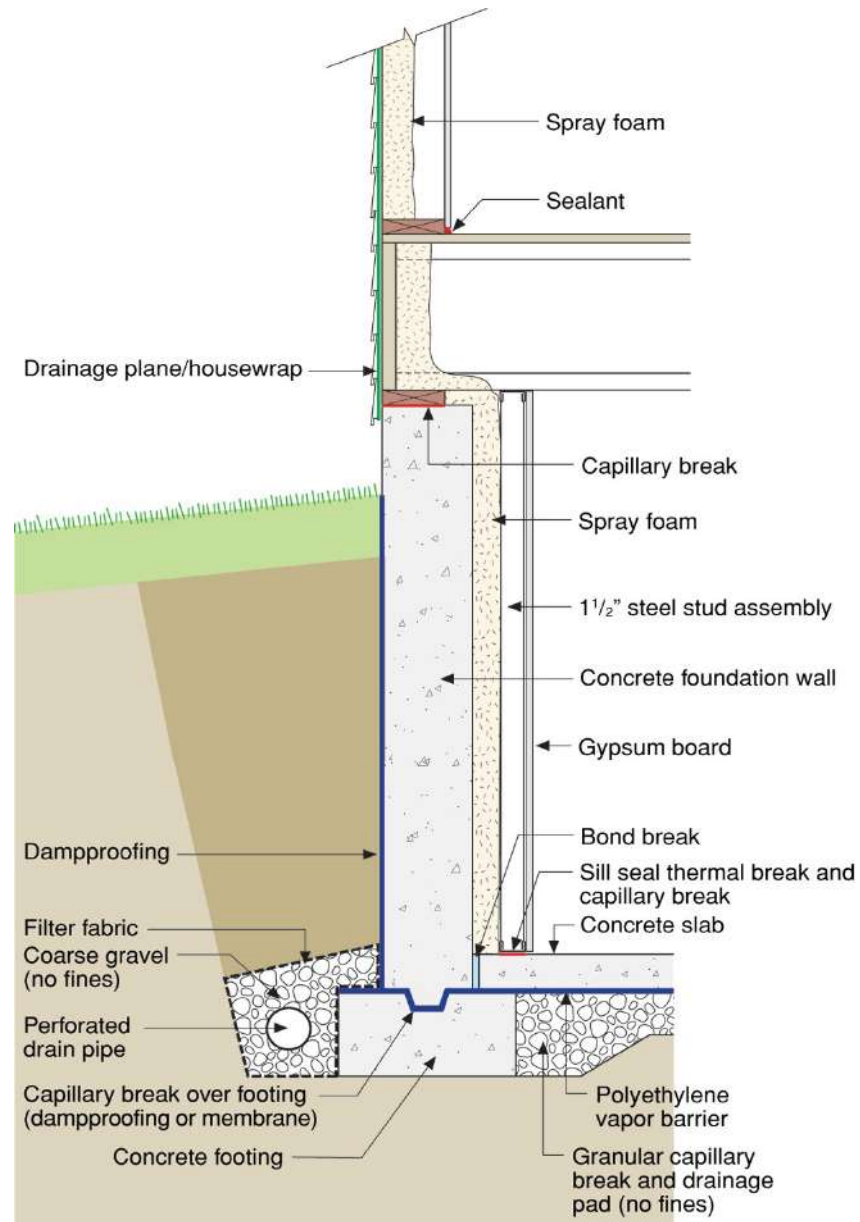 Spray foam
Sealant
Drainage plane/housewrap
Capillary break
Spray foam
1 1/2" steel stud assembly
Concrete foundation wall
Gypsum board
Bond break
Dampproofing
Sill seal thermal break and
capillary break
Concrete slab
Filter fabric
Coarse gravel
(no fines)
Perforated
drain pipe
Capillary break over footing
(dampproofing or membrane)
Polyethylene
vapor barrier
Concrete footing
Granular capillary
break and drainage
pad (no fines)